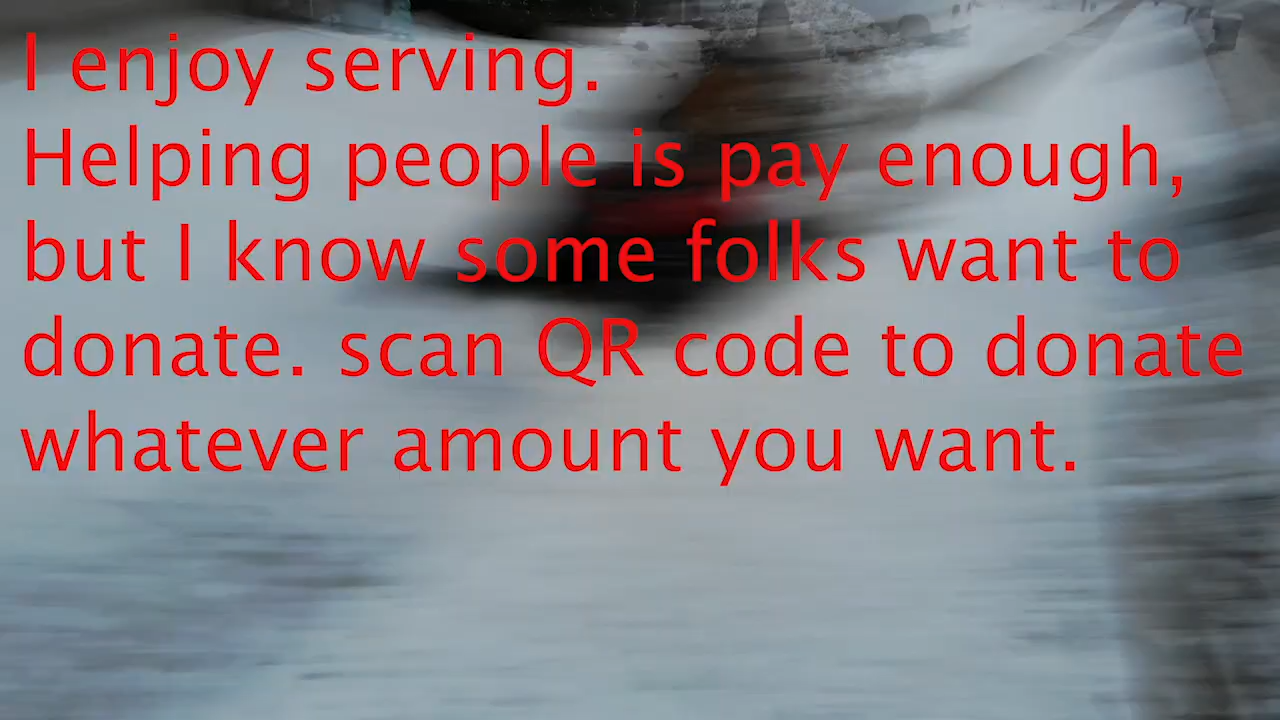 I enjoy serving.
Helping people is pay enough,
but I know some folks want to
donate. scan QR code to donate
whatever amount you want.